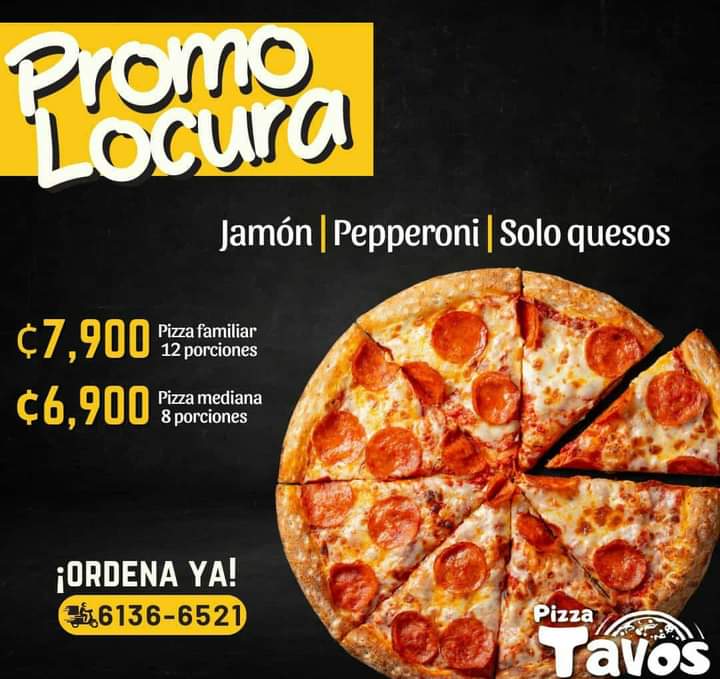 Promo
Locura
Jamón | Pepperoni | Solo quesos
¢7,900 Pizza familiar
12 porciones
¢6,900 Pizza mediana
8 porciones
¡ORDENA YA!
6136-6521
Pizza
Tavos